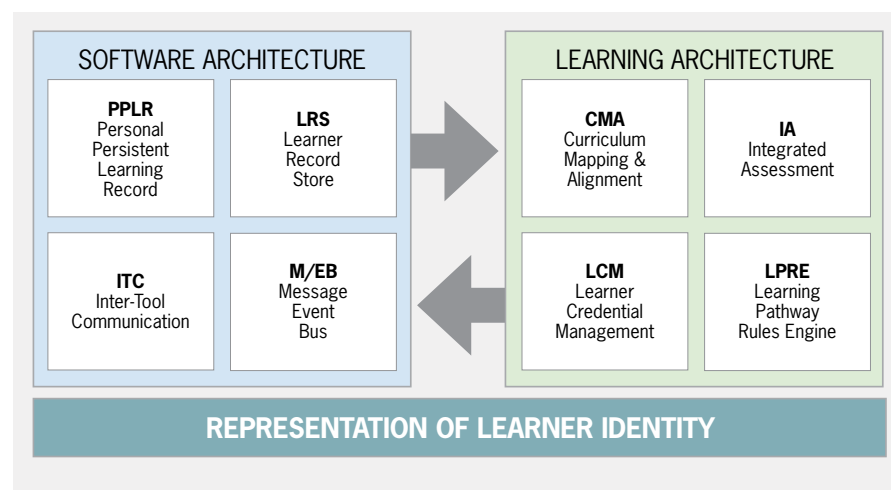 SOFTWARE ARCHITECTURE
PPLR
Personal
Persistent
Learning
Record
LRS
Learner
Record
Store
ITC
Inter-Tool
Communication
M/EB
Message
Event
Bus
LEARNING ARCHITECTURE
CMA
Curriculum
Mapping &
Alignment
IA
Integrated
Assessment
LCM
Learner
Credential
Management
LPRE
Learning
Pathway
Rules Engine
REPRESENTATION OF LEARNER IDENTITY